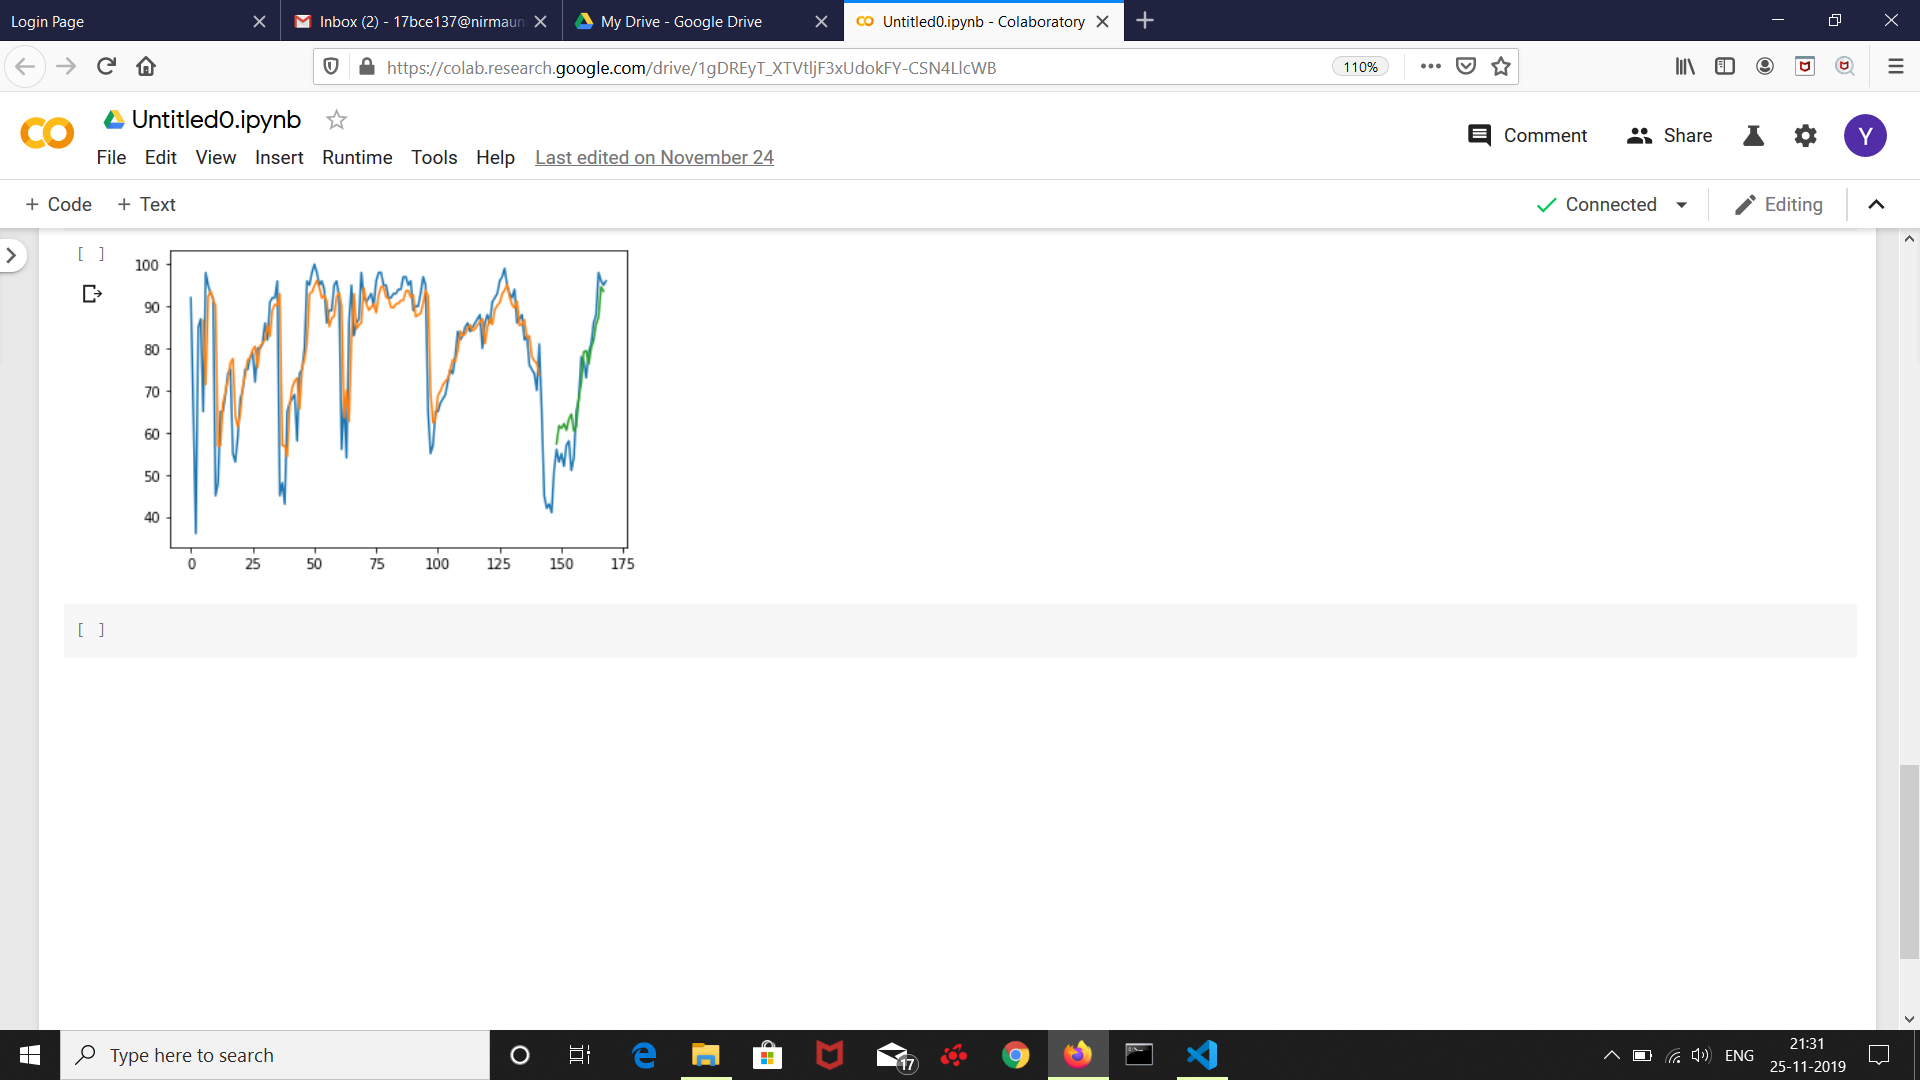 Login Page
Inbox (2) - 17bce137@nirmaun
My Drive - Google Drive
Untitled0.ipynb - Colaboratory
https://colab.research.google.com/drive/1gDREyT_XTVtljF3xUdokFY-CSN4LlcWB
110%
Untitled0.ipynb
Comment
Share
Y
File Edit View Insert Runtime Tools Help Last edited on November 24
+ Code + Text
Connected
Editing
[ ]
100
90
80
70
60
50
40
0 25 50 75 100 125 150 175
[ ]
Type here to search
17
ENG
21:31
25-11-2019